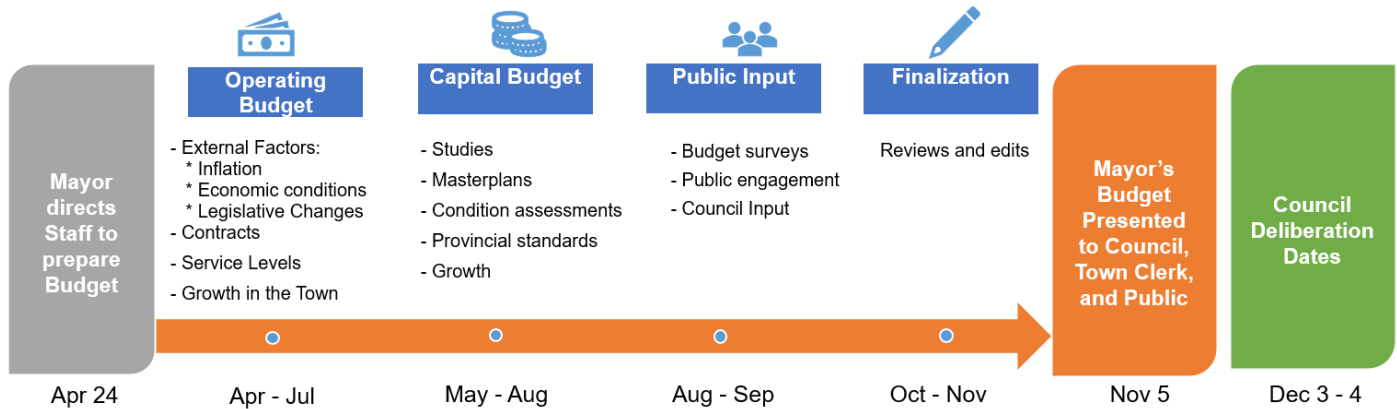 Mayor
directs
Staff to
prepare
Budget
Apr 24
Operating
Budget
- External Factors:
* Inflation
* Economic conditions
* Legislative Changes
- Contracts
- Service Levels
- Growth in the Town
Apr - Jul
Capital Budget
- Studies
- Masterplans
- Condition assessments
- Provincial standards
- Growth
May - Aug
Public Input
- Budget surveys
- Public engagement
- Council Input
Aug - Sep
Finalization
Reviews and edits
Oct - Nov
Mayor’s
Budget
Presented
to Council,
Town Clerk,
and Public
Nov 5
Council
Deliberation
Dates
Dec 3 - 4